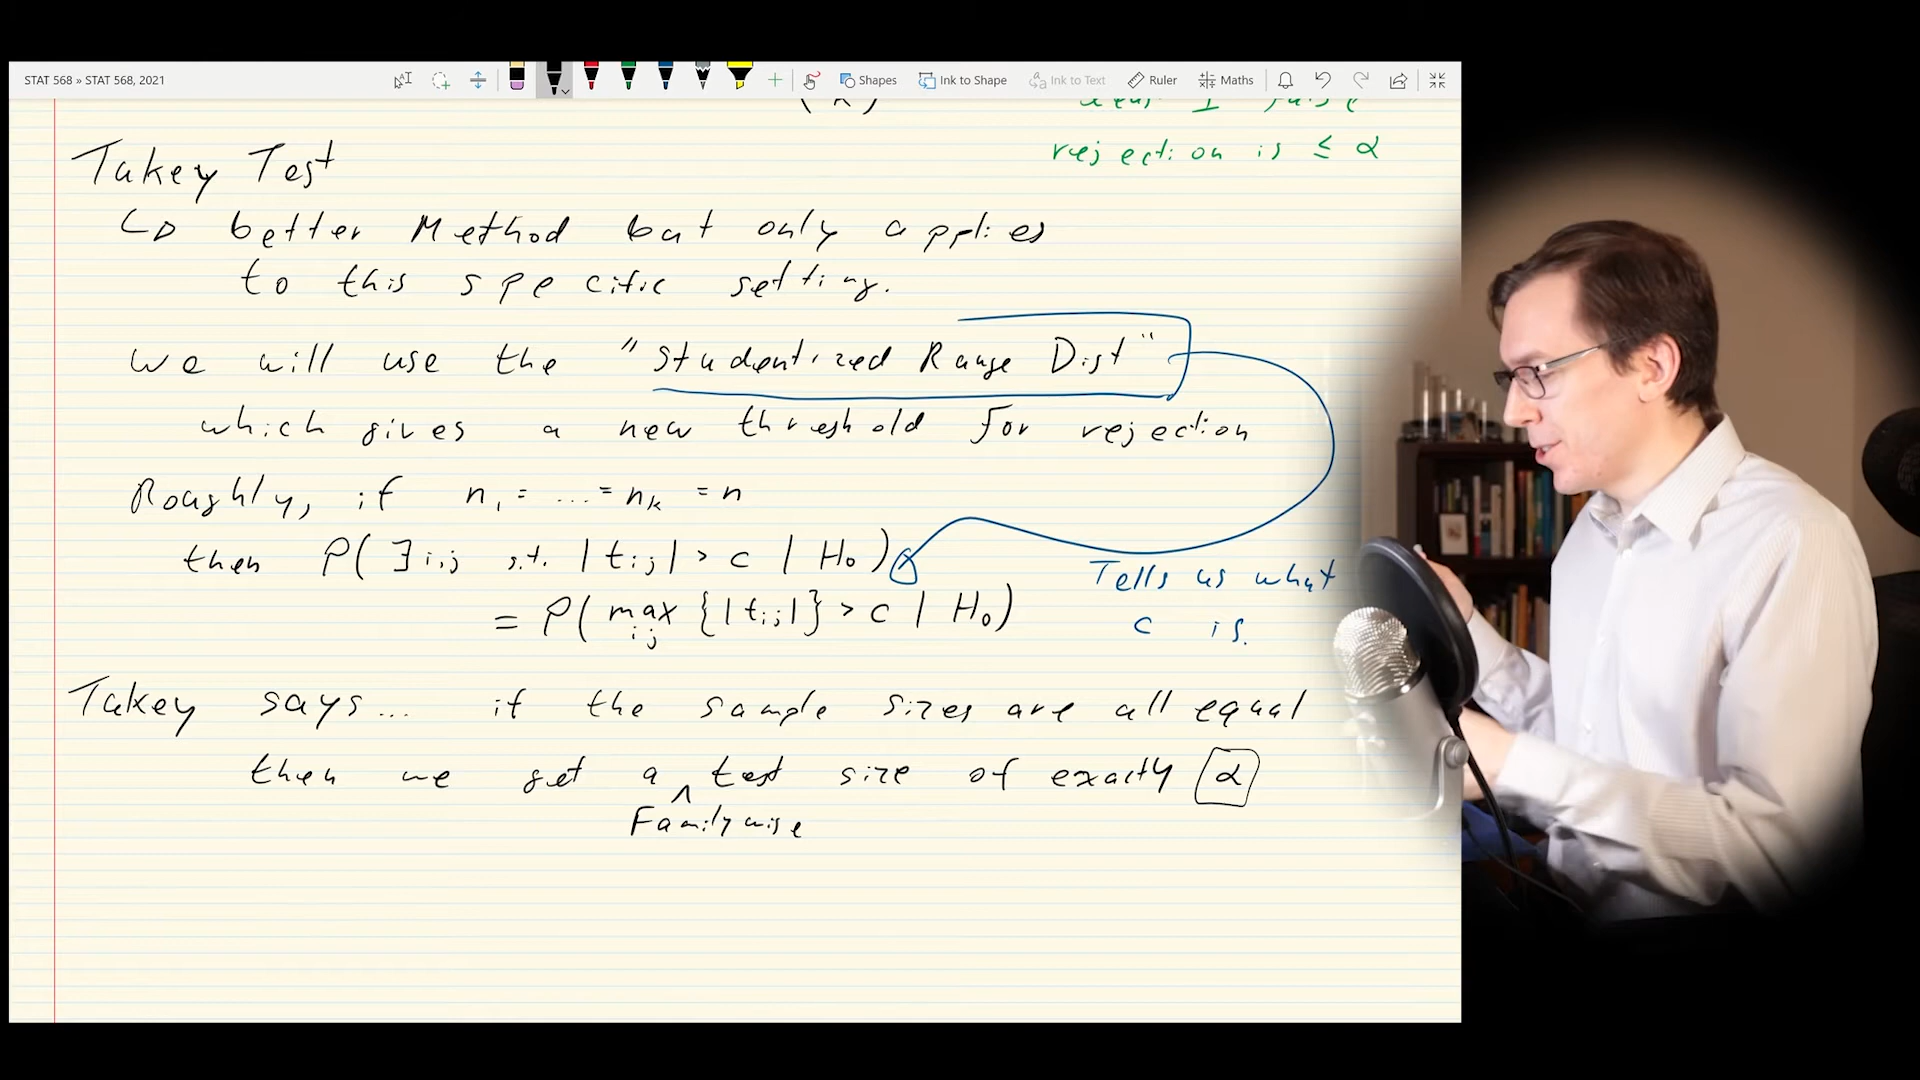 STAT 568 » STAT 568, 2021
Shapes
Ink to Shape
Ink to Text
Ruler
Maths
rejection is ≤ α
Tukey Test
↳ better Method but only applies
to this specific setting.
we will use the "Studentized Range Dist"
which gives a new threshold for rejection
Roughly, if n₁ = ... = nₖ = n
then P( ∃ i,j s.t. |tᵢⱼ| > c | H₀ )
= P( max {|tᵢⱼ|} > c | H₀ )
ij
Tells us what
c is.
Tukey says... if the sample sizes are all equal
then we get a ^ test size of exactly α
Familywise